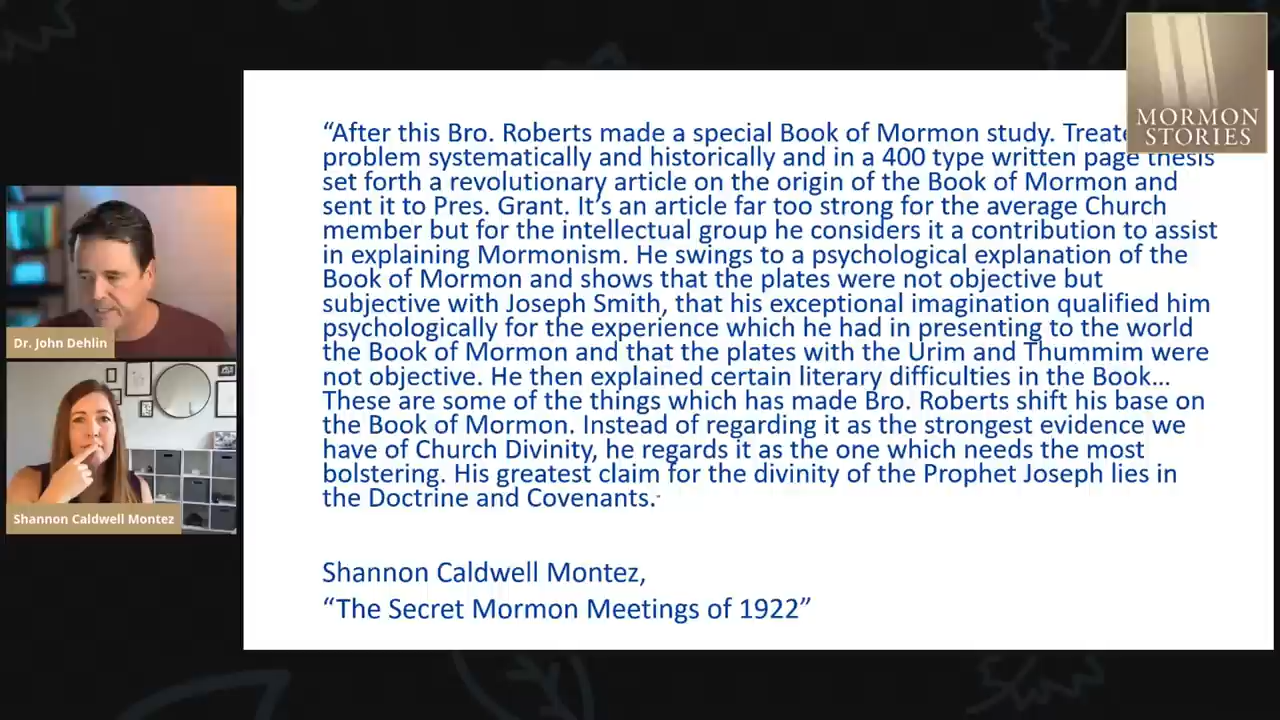 MORMON
STORIES
“After this Bro. Roberts made a special Book of Mormon study.
problem systematically and historically and in a 400 type written page thesis
set forth a revolutionary article on the origin of the Book of Mormon and
sent it to Pres. Grant. It’s an article far too strong for the average Church
member but for the intellectual group he considers it a contribution to assist
in explaining Mormonism. He swings to a psychological explanation of the
Book of Mormon and shows that the plates were not objective but
subjective with Joseph Smith, that his exceptional imagination qualified him
psychologically for the experience which he had in presenting to the world
the Book of Mormon and that the plates with the Urim and Thummim were
not objective. He then explained certain literary difficulties in the Book...
These are some of the things which has made Bro. Roberts shift his base on
the Book of Mormon. Instead of regarding it as the strongest evidence we
have of Church Divinity, he regards it as the one which needs the most
bolstering. His greatest claim for the divinity of the Prophet Joseph lies in
the Doctrine and Covenants.
Shannon Caldwell Montez,
“The Secret Mormon Meetings of 1922”
Dr. John Dehlin
Shannon Caldwell Montez